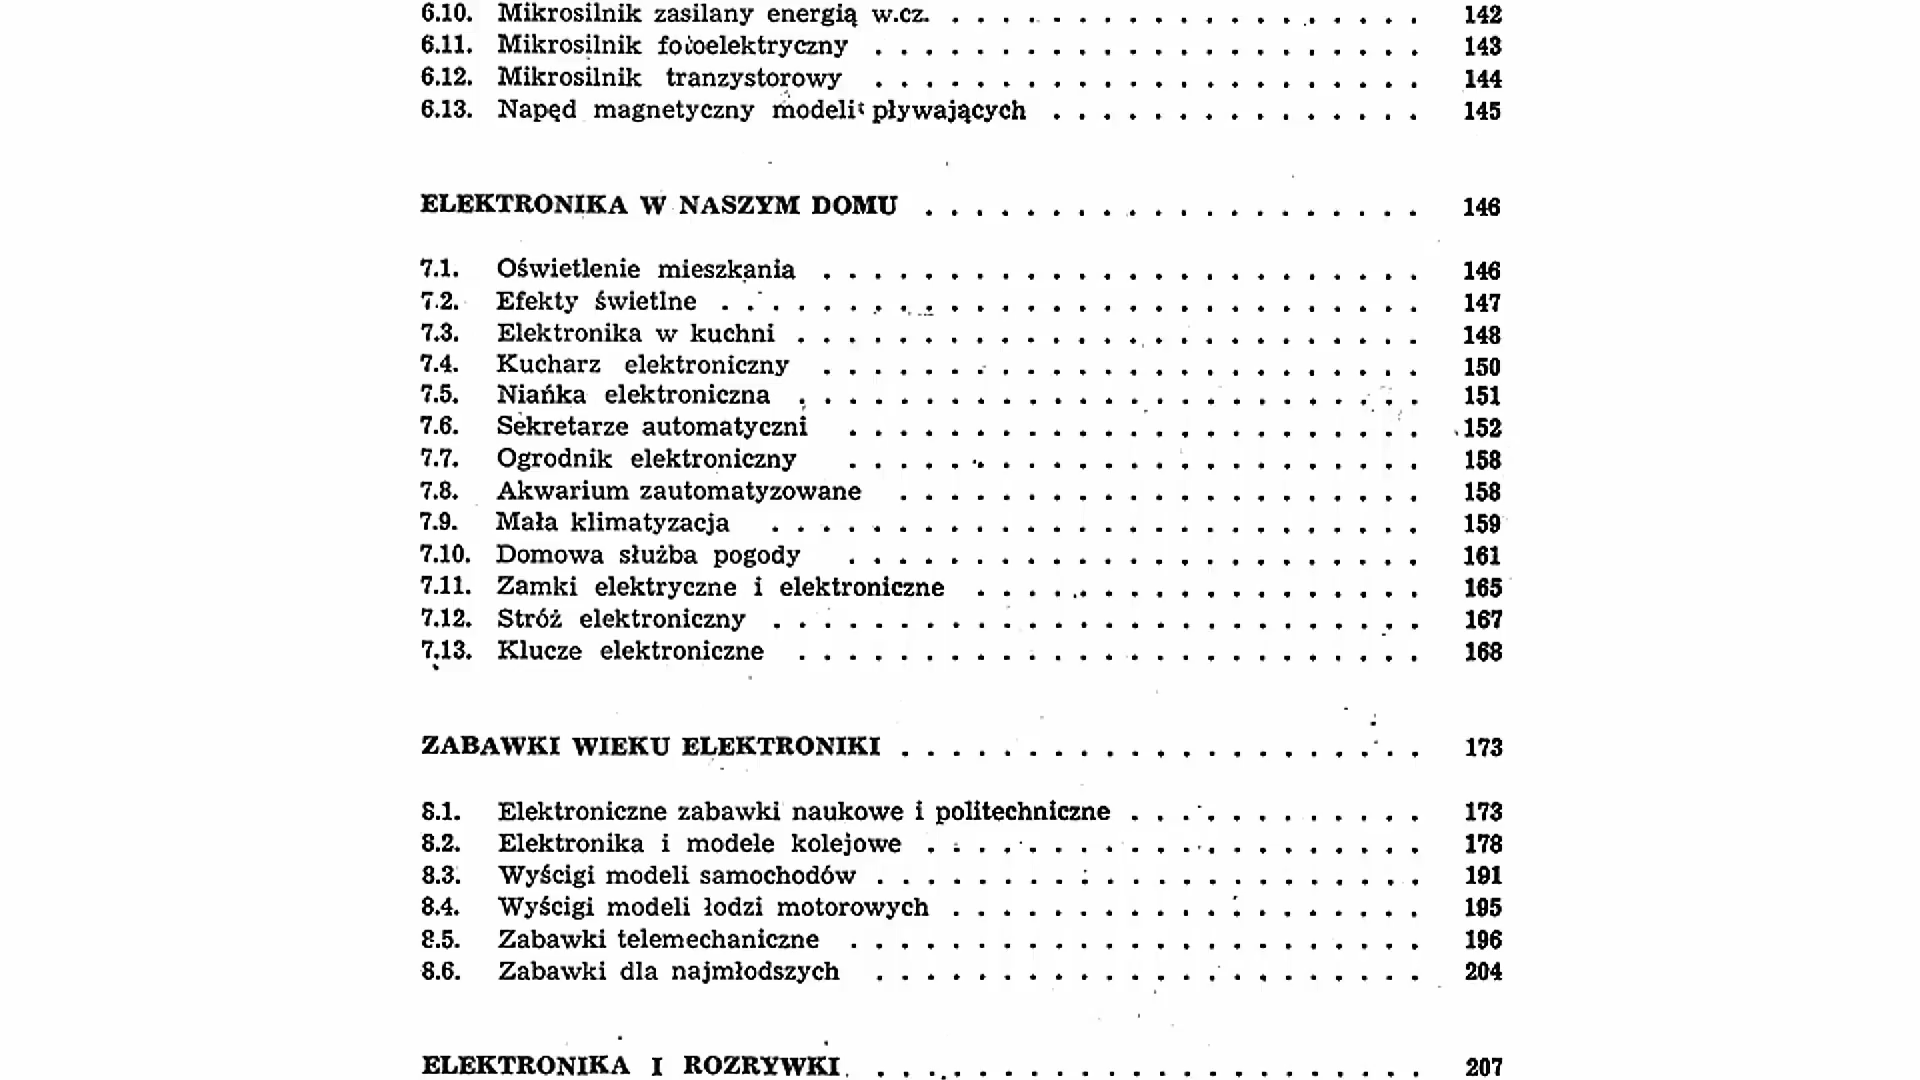 6.10. Mikrosilnik zasilany energią w.cz. . . . . . . . . . . . . . . . . . . . 142
6.11. Mikrosilnik fotoelektryczny . . . . . . . . . . . . . . . . . . . . . . 143
6.12. Mikrosilnik tranzystorowy . . . . . . . . . . . . . . . . . . . . . . 144
6.13. Napęd magnetyczny modeli pływających . . . . . . . . . . . . . . . 145
ELEKTRONIKA W NASZYM DOMU . . . . . . . . . . . . . . . . . . . . 146
7.1. Oświetlenie mieszkania . . . . . . . . . . . . . . . . . . . . . . . . 146
7.2. Efekty świetlne . . . . . . . . . . . . . . . . . . . . . . . . . . . . 147
7.3. Elektronika w kuchni . . . . . . . . . . . . . . . . . . . . . . . . . 148
7.4. Kucharz elektroniczny . . . . . . . . . . . . . . . . . . . . . . . . 150
7.5. Niańka elektroniczna . . . . . . . . . . . . . . . . . . . . . . . . . 151
7.6. Sekretarze automatyczni . . . . . . . . . . . . . . . . . . . . . . . 152
7.7. Ogrodnik elektroniczny . . . . . . . . . . . . . . . . . . . . . . . 158
7.8. Akwarium zautomatyzowane . . . . . . . . . . . . . . . . . . . . . 158
7.9. Mała klimatyzacja . . . . . . . . . . . . . . . . . . . . . . . . . . 159
7.10. Domowa służba pogody . . . . . . . . . . . . . . . . . . . . . . . 161
7.11. Zamki elektryczne i elektroniczne . . . . . . . . . . . . . . . . . . 165
7.12. Stróż elektroniczny . . . . . . . . . . . . . . . . . . . . . . . . . . 167
7.13. Klucze elektroniczne . . . . . . . . . . . . . . . . . . . . . . . . . 168
ZABAWKI WIEKU ELEKTRONIKI . . . . . . . . . . . . . . . . . . . . . 173
8.1. Elektroniczne zabawki naukowe i politechniczne . . . . . . . . . . . . 173
8.2. Elektronika i modele kolejowe . . . . . . . . . . . . . . . . . . . . 178
8.3. Wyścigi modeli samochodów . . . . . . . . . . . . . . . . . . . . . . 191
8.4. Wyścigi modeli łodzi motorowych . . . . . . . . . . . . . . . . . . . 195
8.5. Zabawki telemechaniczne . . . . . . . . . . . . . . . . . . . . . . . 196
8.6. Zabawki dla najmłodszych . . . . . . . . . . . . . . . . . . . . . . 204
ELEKTRONIKA I ROZRYWKI . . . . . . . . . . . . . . . . . . . . . . 207